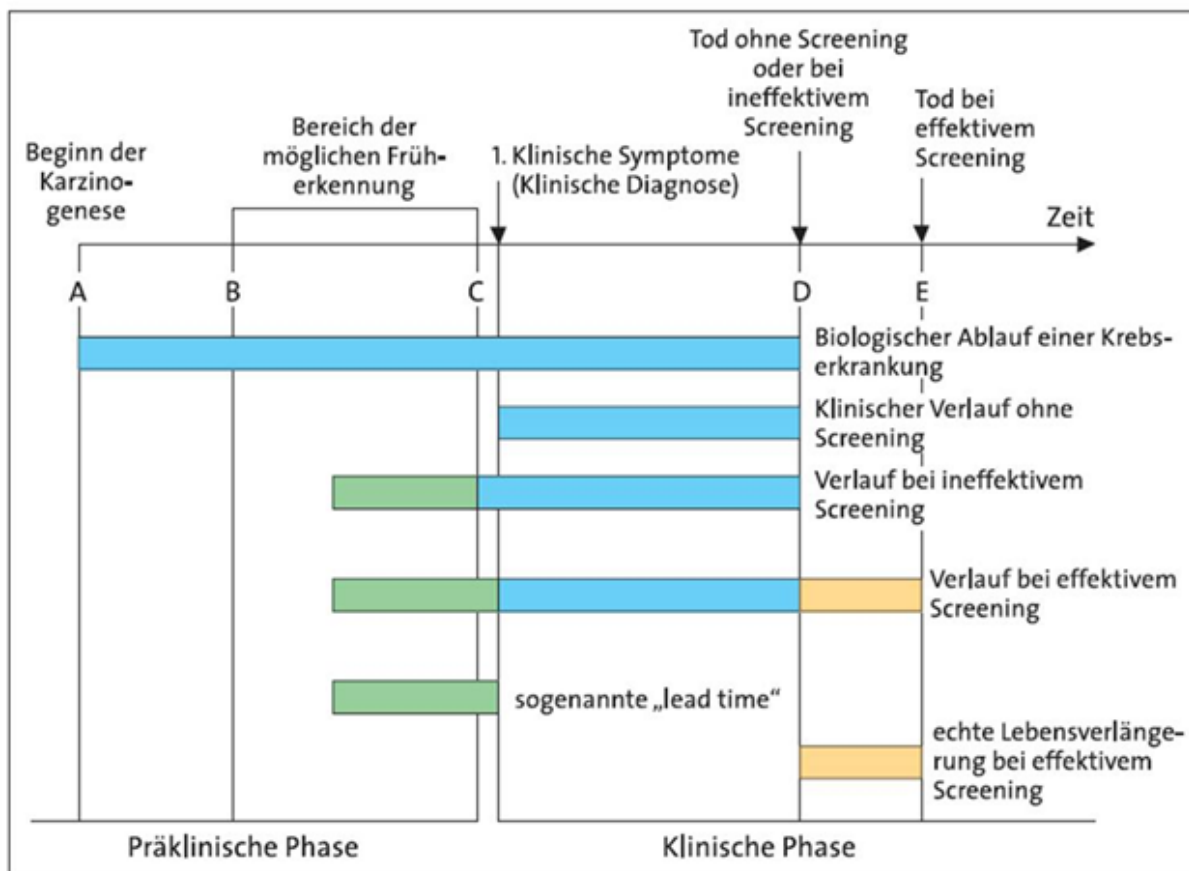 Beginn der
Karzino-
genese
Bereich der
möglichen Früh-
erkennung
1. Klinische Symptome
(Klinische Diagnose)
Tod ohne Screening
oder bei
ineffektivem
Screening
Tod bei
effektivem
Screening
Zeit
A
B
C
D
E
Biologischer Ablauf einer Krebs-
erkrankung
Klinischer Verlauf ohne
Screening
Verlauf bei ineffektivem
Screening
Verlauf bei effektivem
Screening
sogenannte „lead time“
echte Lebensverlänge-
rung bei effektivem
Screening
Präklinische Phase
Klinische Phase